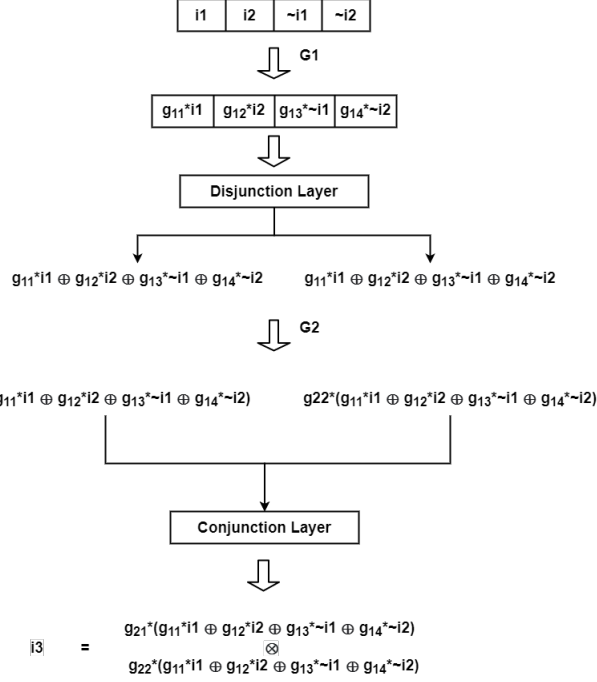 i1 i2 ~i1 ~i2
G1
g₁₁*i1 g₁₂*i2 g₁₃*~i1 g₁₄*~i2
Disjunction Layer
g₁₁*i1 ⊕ g₁₂*i2 ⊕ g₁₃*~i1 ⊕ g₁₄*~i2 g₁₁*i1 ⊕ g₁₂*i2 ⊕ g₁₃*~i1 ⊕ g₁₄*~i2
G2
g₁₁*i1 ⊕ g₁₂*i2 ⊕ g₁₃*~i1 ⊕ g₁₄*~i2) g22*(g₁₁*i1 ⊕ g₁₂*i2 ⊕ g₁₃*~i1 ⊕ g₁₄*~i2)
Conjunction Layer
g₂₁*(g₁₁*i1 ⊕ g₁₂*i2 ⊕ g₁₃*~i1 ⊕ g₁₄*~i2)
i3 = ⊗
g₂₂*(g₁₁*i1 ⊕ g₁₂*i2 ⊕ g₁₃*~i1 ⊕ g₁₄*~i2)